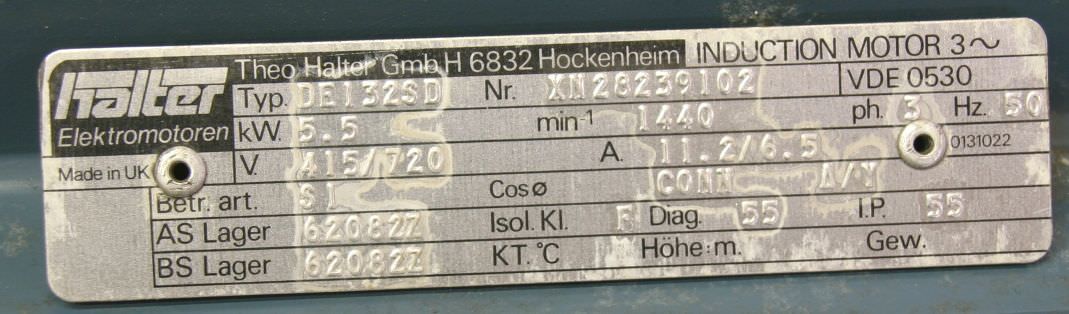 halter
Elektromotoren
Made in UK
Theo Halter GmbH 6832 Hockenheim INDUCTION MOTOR 3~
Typ. DE132SD Nr. XN28239102 VDE 0530
kW. 5.5 min-1 1440 ph. 3 Hz. 50
V. 415/720 A. 11.2/6.5 0131022
Betr. art. S1 Cosø CONN Δ/Y
AS Lager 62082Z Isol. Kl. F Diag. 55 I.P. 55
BS Lager 62082Z KT. °C Höhe:m. Gew.